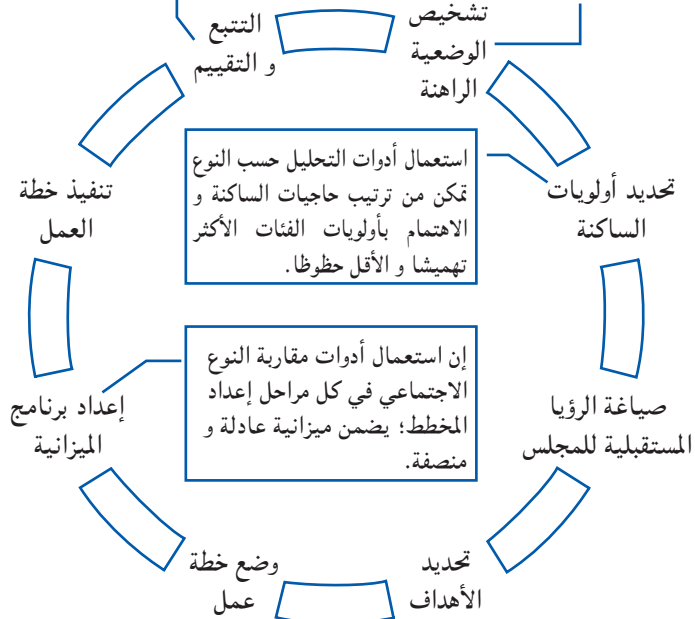 تشخيص
الوضعية
الراهنة
التتبع
و التقييم
استعمال أدوات التحليل حسب النوع
تمكن من ترتيب حاجيات الساكنة و
الاهتمام بأولويات الفئات الأكثر
تهميشا و الأقل حظوظا.
تحديد أولويات
الساكنة
تنفيذ خطة
العمل
إن استعمال أدوات مقاربة النوع
الاجتماعي في كل مراحل إعداد
المخطط؛ يضمن ميزانية عادلة و
منصفة.
صياغة الرؤيا
المستقبلية للمجلس
إعداد برنامج
الميزانية
تحديد
الأهداف
وضع خطة
عمل